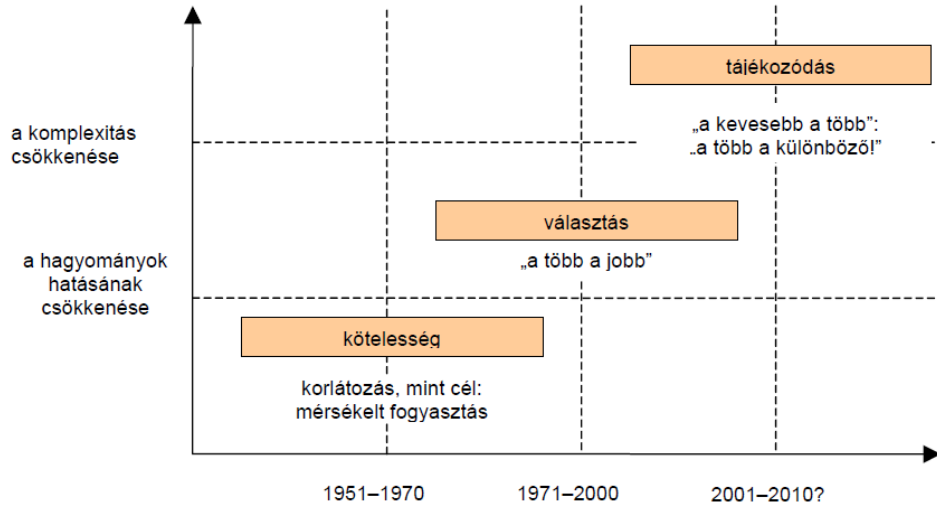 tájékozódás
a komplexitás
csökkenése
„a kevesebb a több”:
„a több a különböző!”
választás
„a több a jobb”
a hagyományok
hatásának
csökkenése
kötelesség
korlátozás, mint cél:
mérsékelt fogyasztás
1951–1970
1971–2000
2001–2010?